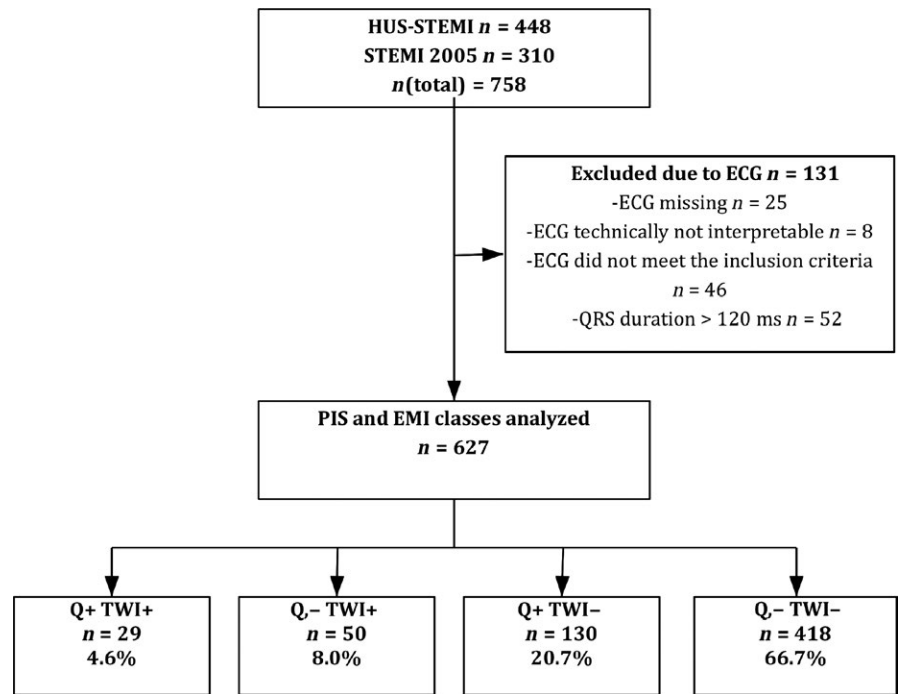 HUS-STEMI n = 448
STEMI 2005 n = 310
n(total) = 758
Excluded due to ECG n = 131
-ECG missing n = 25
-ECG technically not interpretable n = 8
-ECG did not meet the inclusion criteria
n = 46
-QRS duration > 120 ms n = 52
PIS and EMI classes analyzed
n = 627
Q+ TWI+
n = 29
4.6%
Q,− TWI+
n = 50
8.0%
Q+ TWI−
n = 130
20.7%
Q,− TWI−
n = 418
66.7%